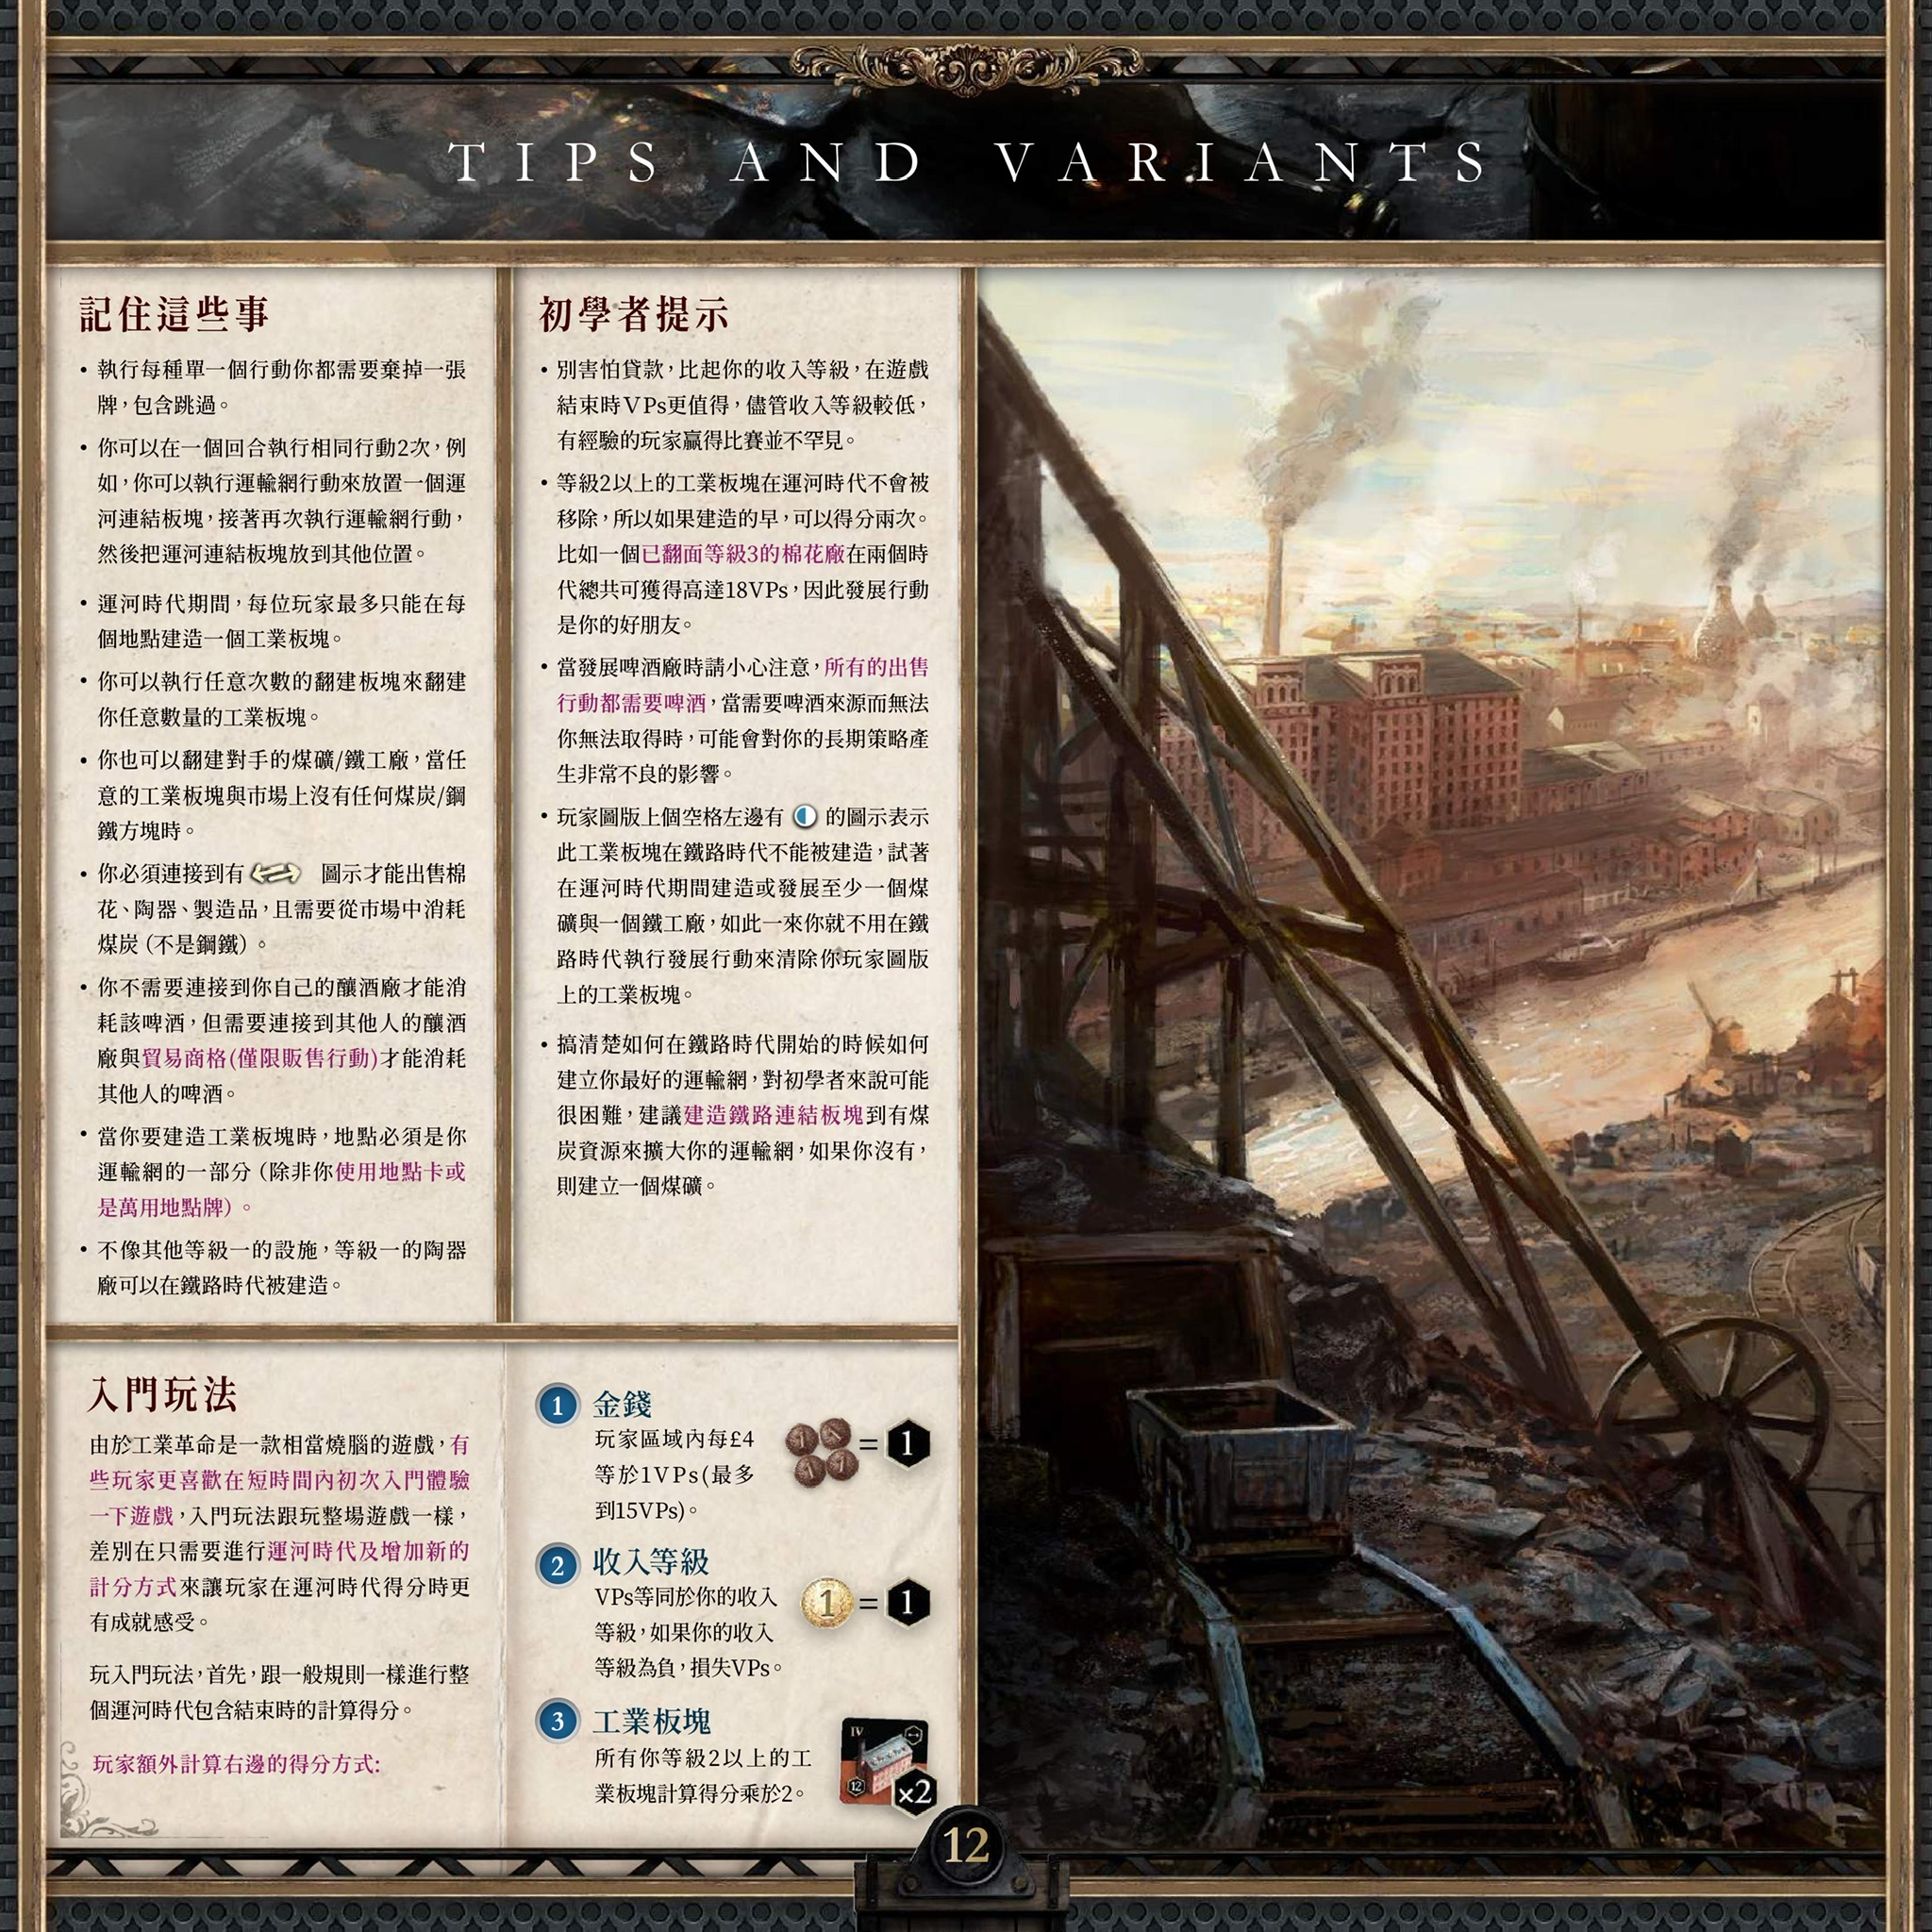 TIPS AND VARIANTS
記住這些事
• 執行每種單一個行動你都需要棄掉一張
牌,包含跳過。
• 你可以在一個回合執行相同行動2次,例
如,你可以執行運輸網行動來放置一個運
河連結板塊,接著再次執行運輸網行動,
然後把運河連結板塊放到其他位置。
• 運河時代期間,每位玩家最多只能在每
個地點建造一個工業板塊。
• 你可以執行任意次數的翻建板塊來翻建
你任意數量的工業板塊。
• 你也可以翻建對手的煤礦/鐵工廠,當任
意的工業板塊與市場上沒有任何煤炭/鋼
鐵方塊時。
• 你必須連接到有 圖示才能出售棉
花、陶器、製造品,且需要從市場中消耗
煤炭(不是鋼鐵)。
• 你不需要連接到你自己的釀酒廠才能消
耗該啤酒,但需要連接到其他人的釀酒
廠與貿易商格(僅限販售行動)才能消耗
其他人的啤酒。
• 當你要建造工業板塊時,地點必須是你
運輸網的一部分(除非你使用地點卡或
是萬用地點牌)。
• 不像其他等級一的設施,等級一的陶器
廠可以在鐵路時代被建造。
初學者提示
• 別害怕貸款,比起你的收入等級,在遊戲
結束時VPs更值得,儘管收入等級較低,
有經驗的玩家贏得比賽並不罕見。
• 等級2以上的工業板塊在運河時代不會被
移除,所以如果建造的早,可以得分兩次。
比如一個已翻面等級3的棉花廠在兩個時
代總共可獲得高達18VPs,因此發展行動
是你的好朋友。
• 當發展啤酒廠時請小心注意,所有的出售
行動都需要啤酒,當需要啤酒來源而無法
你無法取得時,可能會對你的長期策略產
生非常不良的影響。
• 玩家圖版上個空格左邊有 的圖示表示
此工業板塊在鐵路時代不能被建造,試著
在運河時代期間建造或發展至少一個煤
礦與一個鐵工廠,如此一來你就不用在鐵
路時代執行發展行動來清除你玩家圖版
上的工業板塊。
• 搞清楚如何在鐵路時代開始的時候如何
建立你最好的運輸網,對初學者來說可能
很困難,建議建造鐵路連結板塊到有煤
炭資源來擴大你的運輸網,如果你沒有,
則建立一個煤礦。
入門玩法
由於工業革命是一款相當燒腦的遊戲,有
些玩家更喜歡在短時間內初次入門體驗
一下遊戲,入門玩法跟玩整場遊戲一樣,
差別在只需要進行運河時代及增加新的
計分方式來讓玩家在運河時代得分時更
有成就感受。
玩入門玩法,首先,跟一般規則一樣進行整
個運河時代包含結束時的計算得分。
玩家額外計算右邊的得分方式:
1 金錢
玩家區域內每£4
等於1VPs(最多
到15VPs)。
1 1 1 1 = 1
2 收入等級
VPs等同於你的收入
等級,如果你的收入
等級為負,損失VPs。
1 = 1
3 工業板塊
所有你等級2以上的工
業板塊計算得分乘於2。
IV
12
×2
12